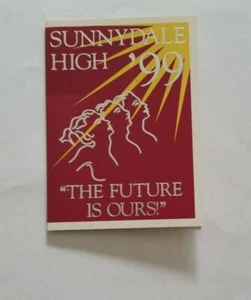 SUNNYDALE
HIGH '99
"THE FUTURE
IS OURS!"